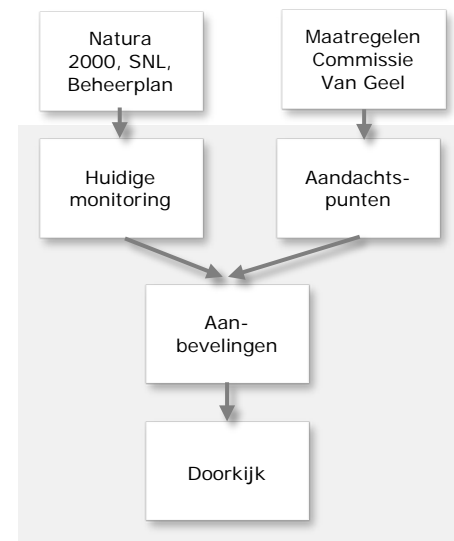 Natura
2000, SNL,
Beheerplan
Maatregelen
Commissie
Van Geel
Huidige
monitoring
Aandachts-
punten
Aan-
bevelingen
Doorkijk